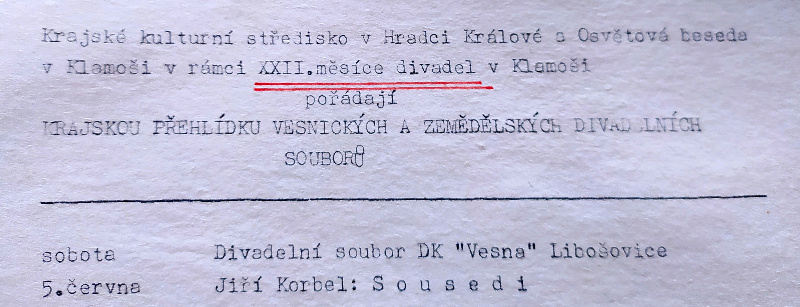 Krajské kulturní středisko v Hradci Králové a Osvětová beseda
v Klamoši v rámci XXII.měsíce divadel v Klamoši
pořádají
KRAJSKOU PŘEHLÍDKU VESNICKÝCH A ZEMĚDĚLSKÝCH DIVADELNÍCH
SOUBORŮ
sobota Divadelní soubor DK "Vesna" Libošovice
5.června Jiří Korbel: S o u s e d i